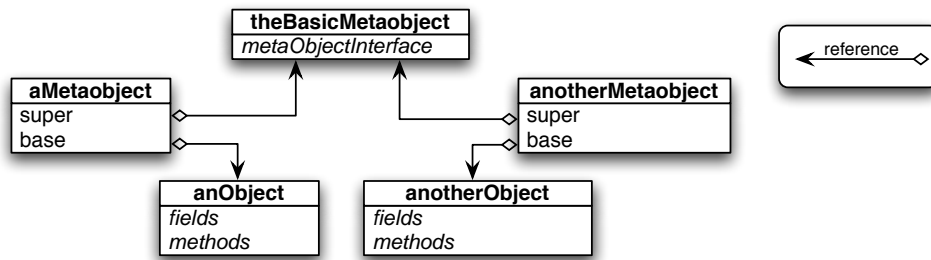 theBasicMetaobject
metaObjectInterface
reference
aMetaobject
super
base
anotherMetaobject
super
base
anObject
fields
methods
anotherObject
fields
methods